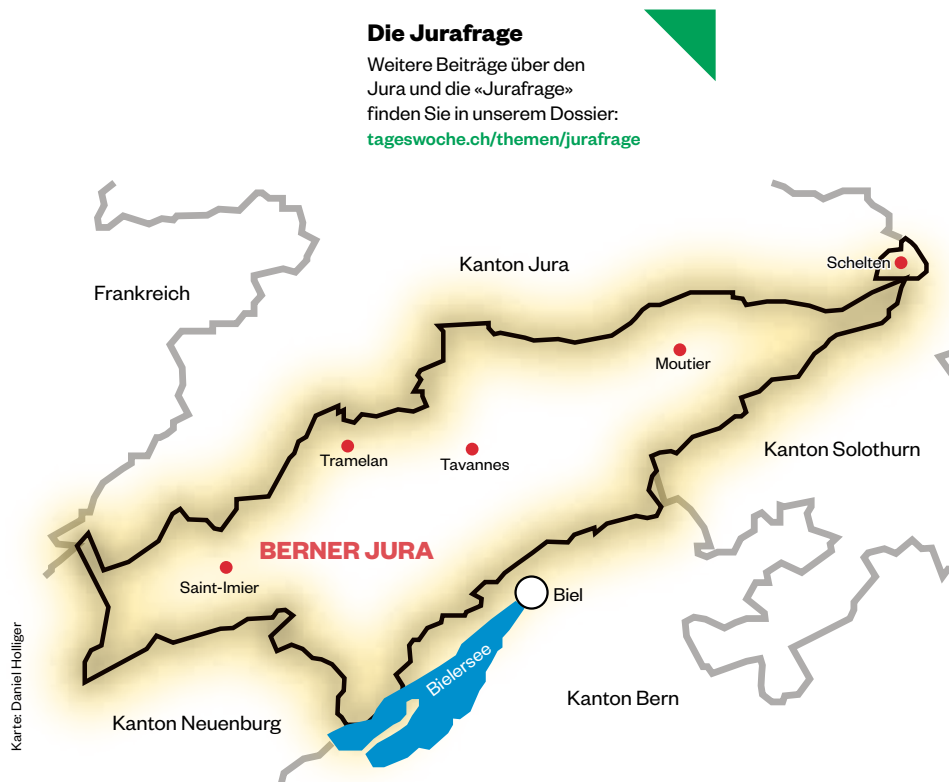 Die Jurafrage
Weitere Beiträge über den
Jura und die «Jurafrage»
finden Sie in unserem Dossier:
tageswoche.ch/themen/jurafrage
Schelten
Kanton Jura
Frankreich
Moutier
Kanton Solothurn
Tramelan
Tavannes
BERNER JURA
Saint-Imier
Biel
Bielersee
Kanton Bern
Kanton Neuenburg
Karte: Daniel Holliger